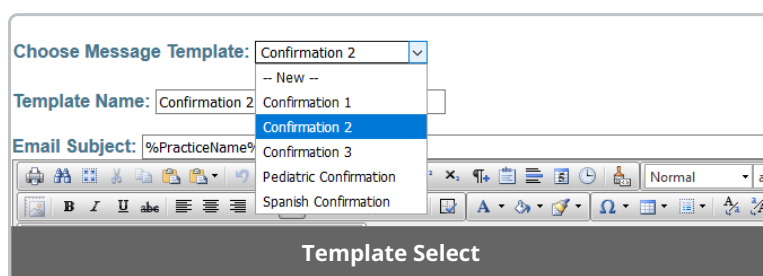 Choose Message Template: Confirmation 2
-- New --
Template Name: Confirmation 2
Confirmation 1
Confirmation 2
Email Subject: %PracticeName%
Confirmation 3
Pediatric Confirmation
Normal
Spanish Confirmation
B I U abc
Template Select